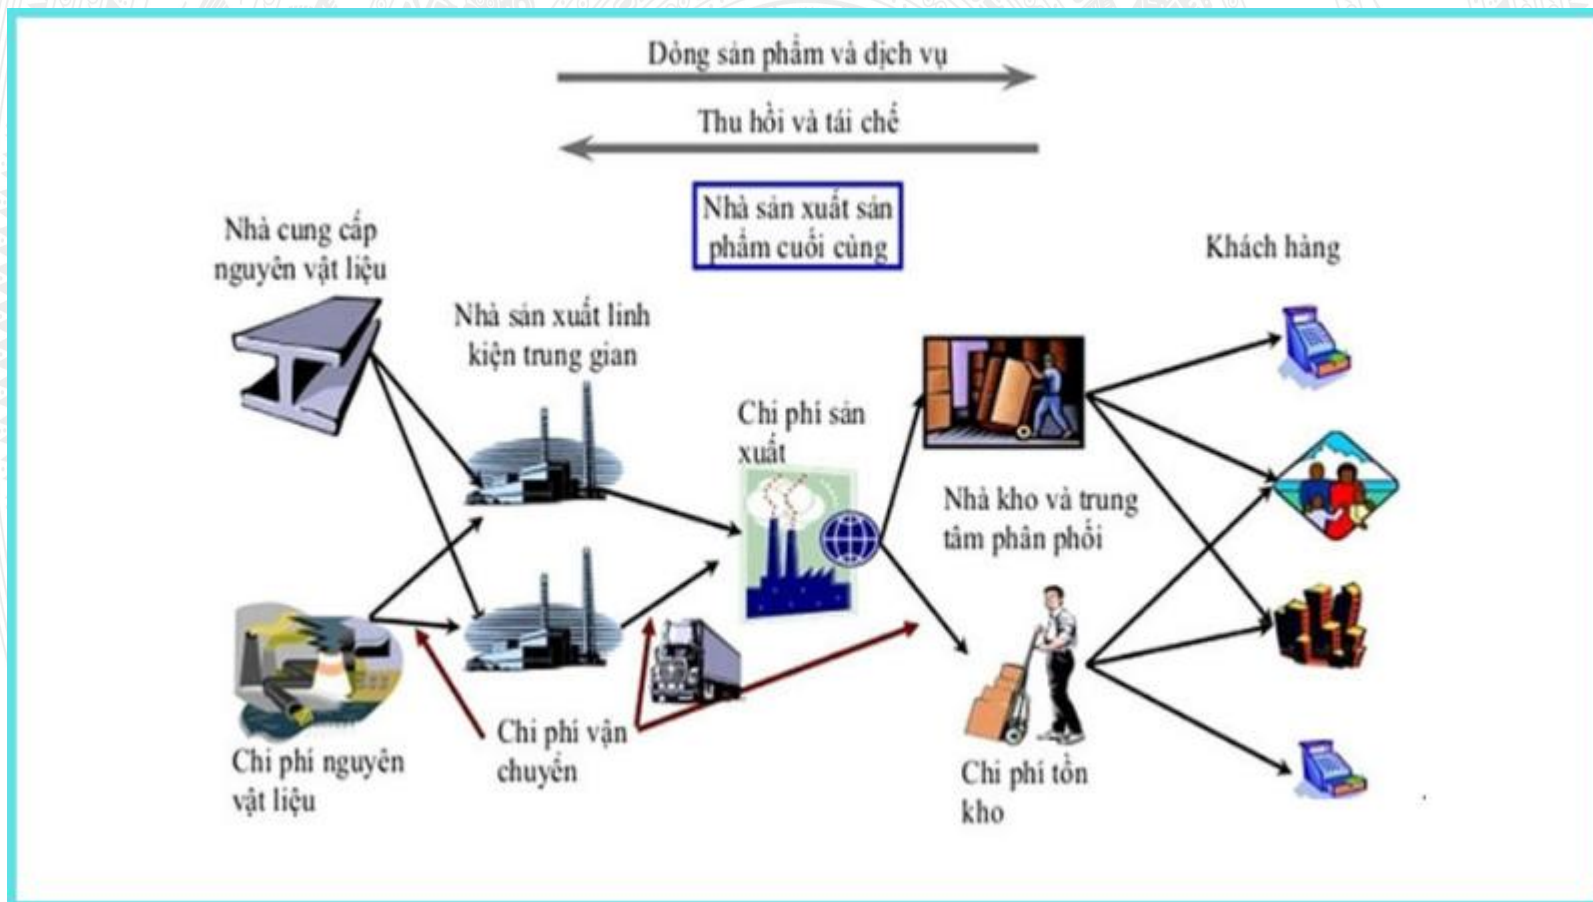 Dòng sản phẩm và dịch vụ
Thu hồi và tái chế
Nhà sản xuất sản
phẩm cuối cùng
Nhà cung cấp
nguyên vật liệu
Khách hàng
Nhà sản xuất linh
kiện trung gian
Chi phí sản
xuất
Nhà kho và trung
tâm phân phối
Chi phí vận
chuyển
Chi phí nguyên
vật liệu
Chi phí tồn
kho